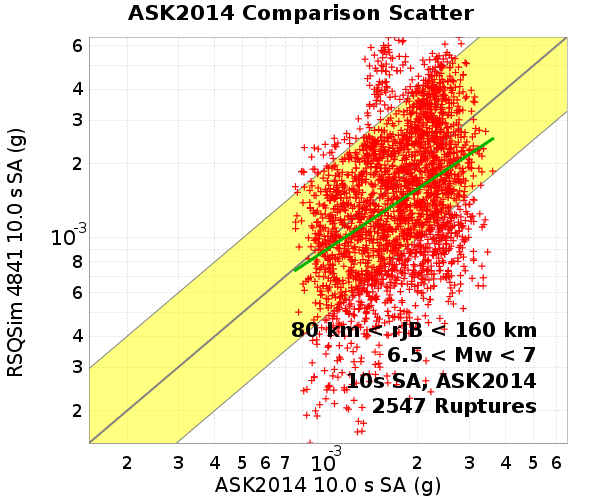 ASK2014 Comparison Scatter
RSQSim 4841 10.0 s SA (g)
6
4
3
2
10-3
8
6
4
3
2
80 km < rJB < 160 km
6.5 < Mw < 7
10s SA, ASK2014
2547 Ruptures
2 3 4 5 6 7 10-3 2 3 4 5 6
ASK2014 10.0 s SA (g)